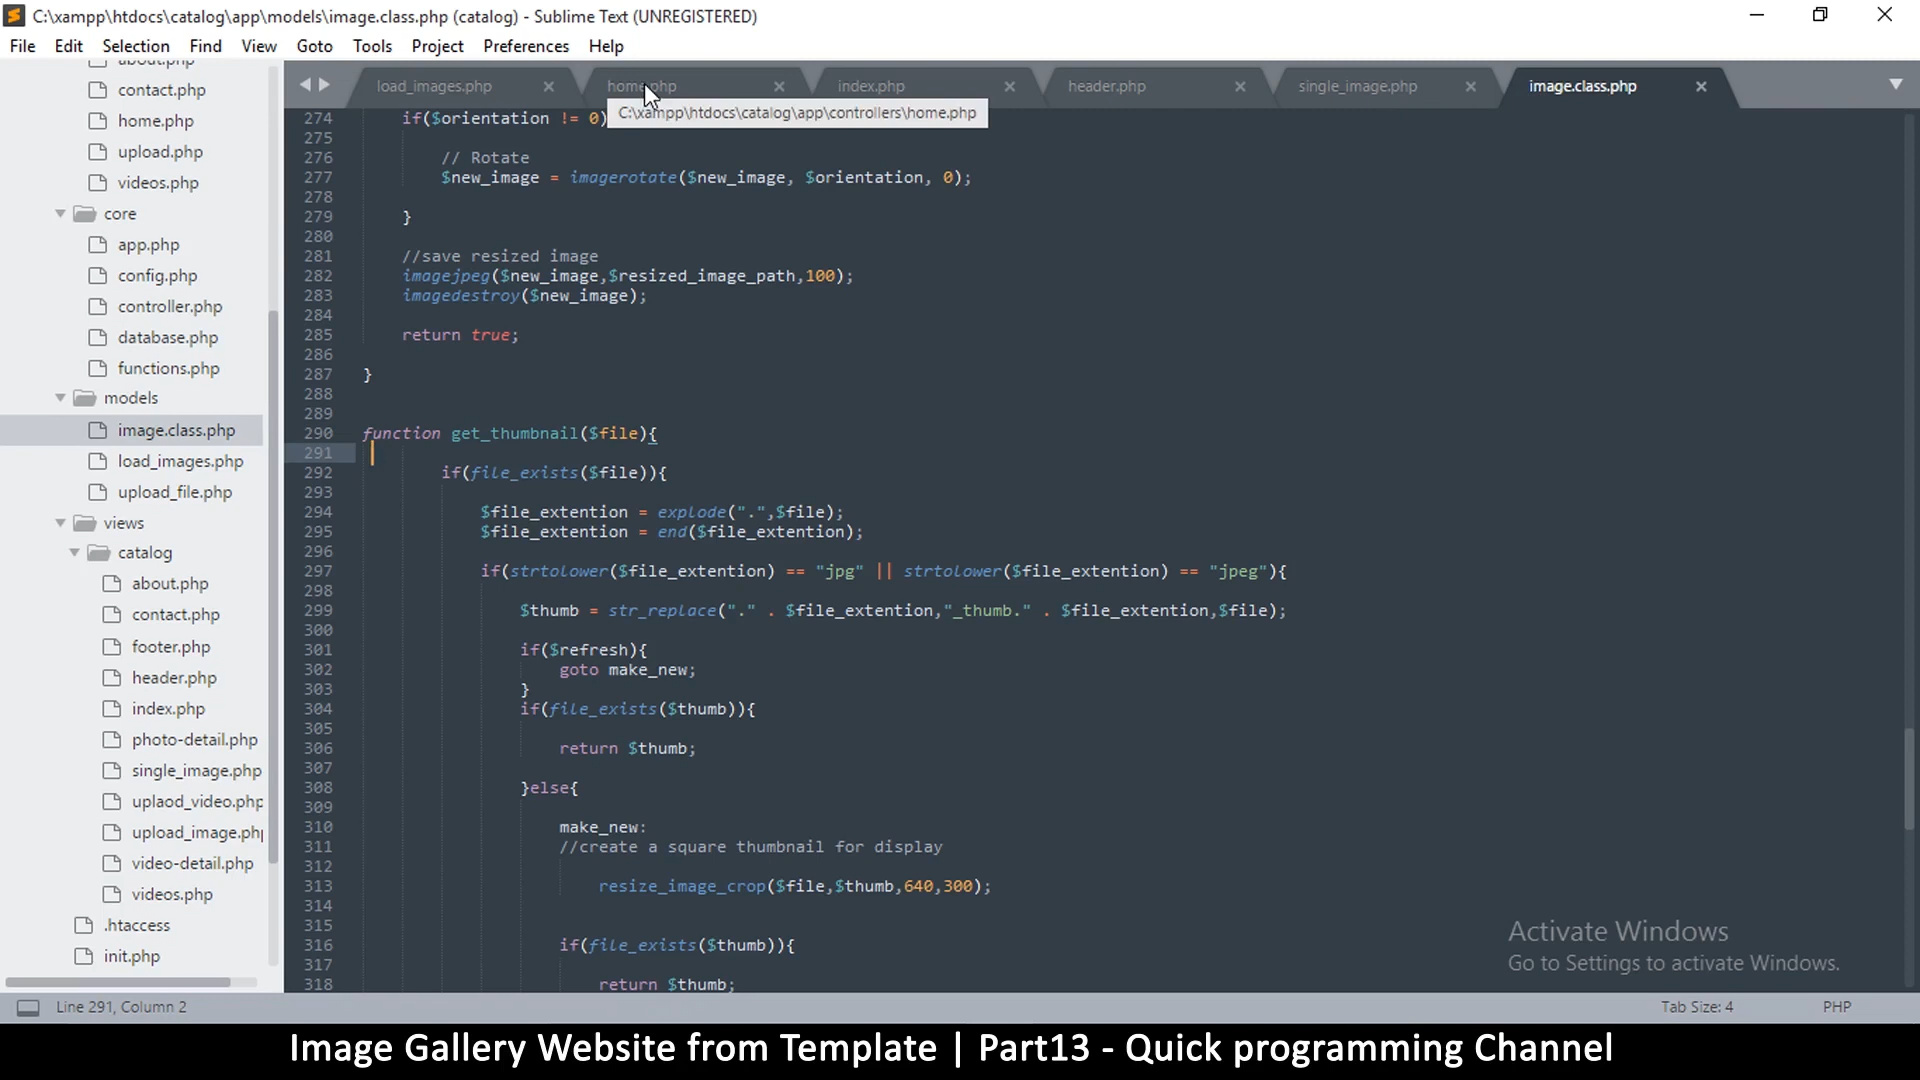 C:\xampp\htdocs\catalog\app\models\image.class.php (catalog) - Sublime Text (UNREGISTERED)
File Edit Selection Find View Goto Tools Project Preferences Help
load_images.php home.php index.php header.php single_image.php image.class.php
C:\xampp\htdocs\catalog\app\controllers\home.php
about.php
contact.php
home.php
upload.php
videos.php
core
app.php
config.php
controller.php
database.php
functions.php
models
image.class.php
load_images.php
upload_file.php
views
catalog
about.php
contact.php
footer.php
header.php
index.php
photo-detail.php
single_image.php
uplaod_video.php
upload_image.ph
video-detail.php
videos.php
.htaccess
init.php
274 if($orientation != 0)
275
276 // Rotate
277 $new_image = imagerotate($new_image, $orientation, 0);
278
279 }
280
281 //save resized image
282 imagejpeg($new_image,$resized_image_path,100);
283 imagedestroy($new_image);
284
285 return true;
286
287 }
288
289
290 function get_thumbnail($file){
291
292 if(file_exists($file)){
293
294 $file_extention = explode(".",$file);
295 $file_extention = end($file_extention);
296
297 if(strtolower($file_extention) == "jpg" || strtolower($file_extention) == "jpeg"){
298
299 $thumb = str_replace("." . $file_extention,"_thumb." . $file_extention,$file);
300
301 if($refresh){
302 goto make_new;
303 }
304 if(file_exists($thumb)){
305
306 return $thumb;
307
308 }else{
309
310 make_new:
311 //create a square thumbnail for display
312
313 resize_image_crop($file,$thumb,640,300);
314
315
316 if(file_exists($thumb)){
317
318 return $thumb;
Activate Windows
Go to Settings to activate Windows.
Line 291, Column 2 Tab Size: 4 PHP
Image Gallery Website from Template | Part13 - Quick programming Channel